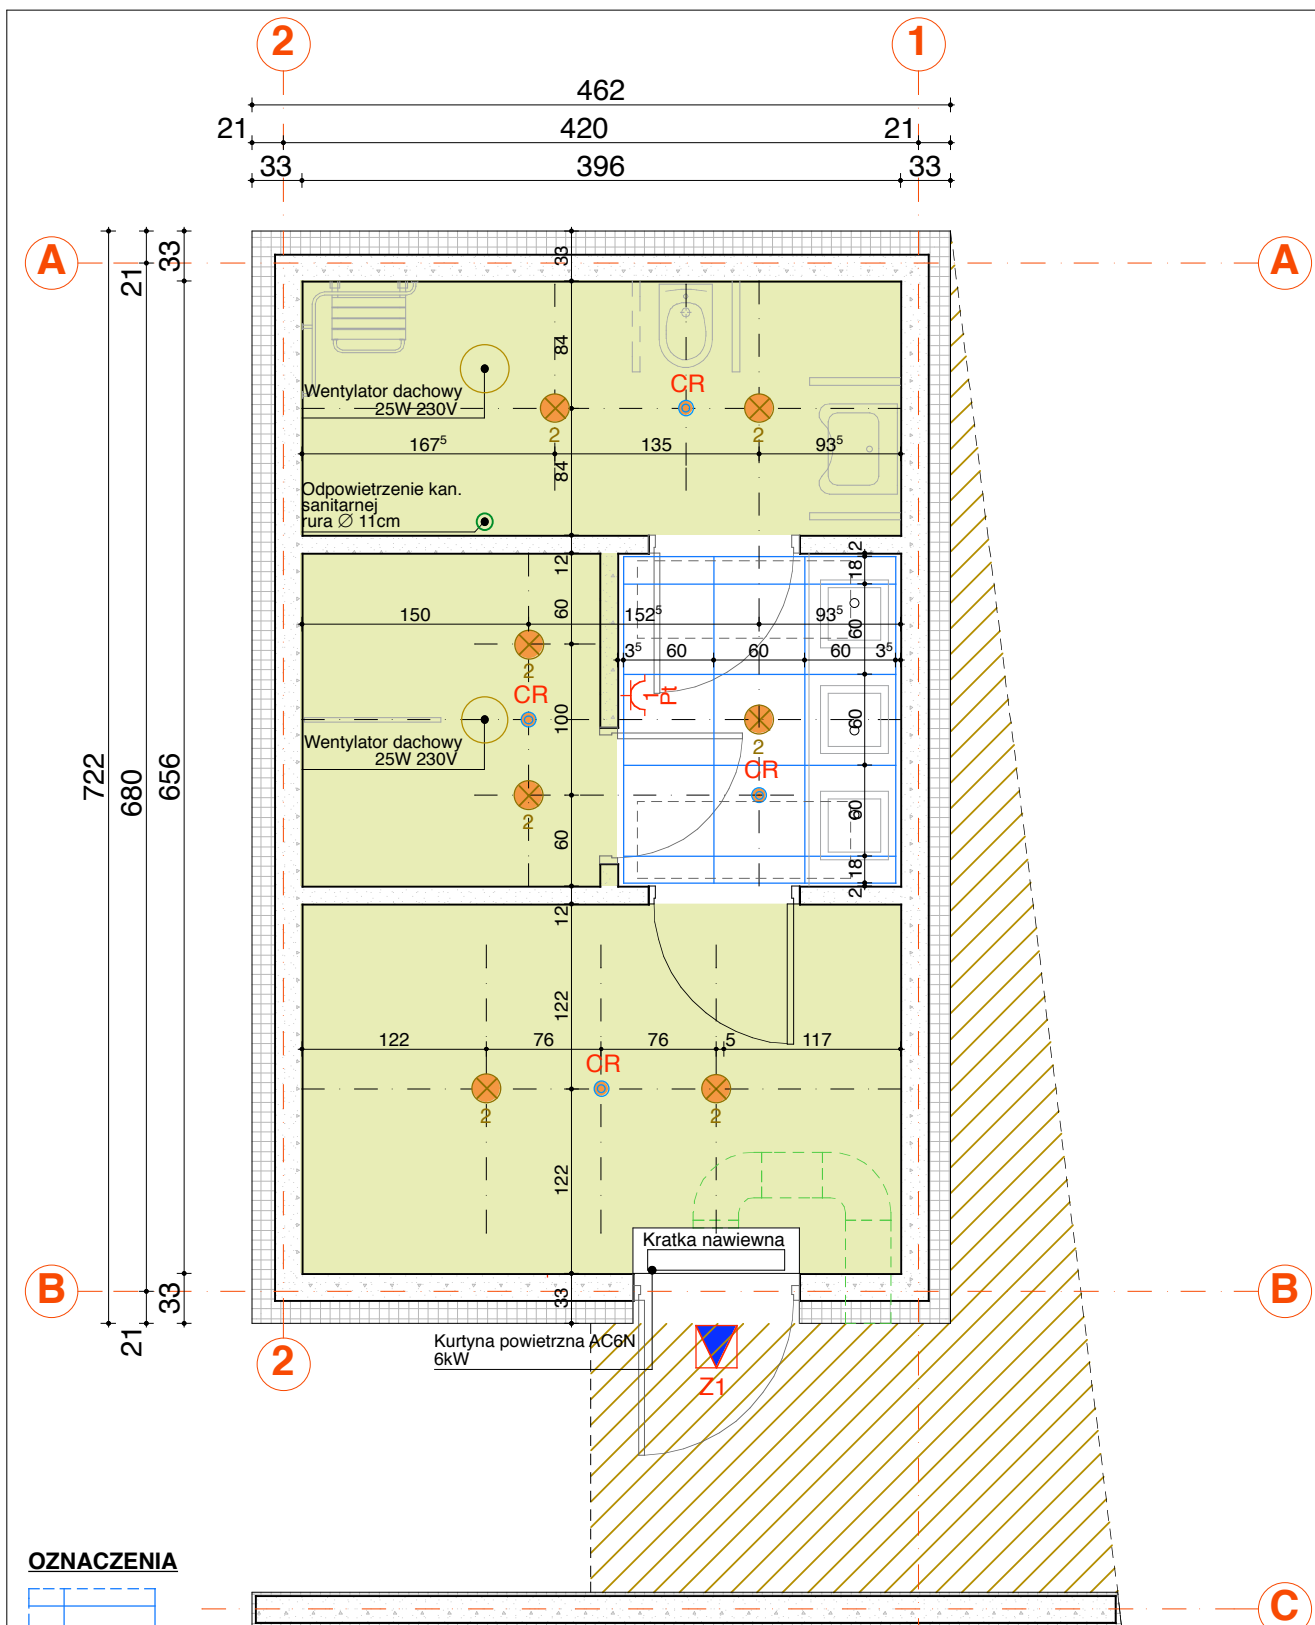 2
1
462
21
420
21
33
396
33
A
A
33
21
33
84
Wentylator dachowy
25W 230V
CR
2
2
167⁵
135
93⁵
84
Odpowietrzenie kan.
sanitarnej
rura ∅ 11cm
12
2
18
60
150
152⁵
93⁵
60
3⁵
60
60
60
3⁵
2
CR
1
Pt
100
60
2
Wentylator dachowy
25W 230V
CR
722
680
656
2
60
60
18
2
12
122
122
76
76
5
117
CR
2
2
122
Kratka nawiewna
B
B
33
33
21
Kurtyna powietrzna AC6N
6kW
2
Z1
OZNACZENIA
C